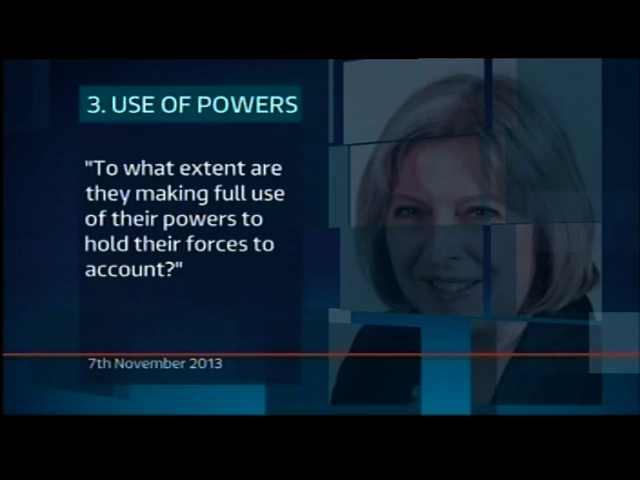 3. USE OF POWERS
"To what extent are
they making full use
of their powers to
hold their forces to
account?"
7th November 2013